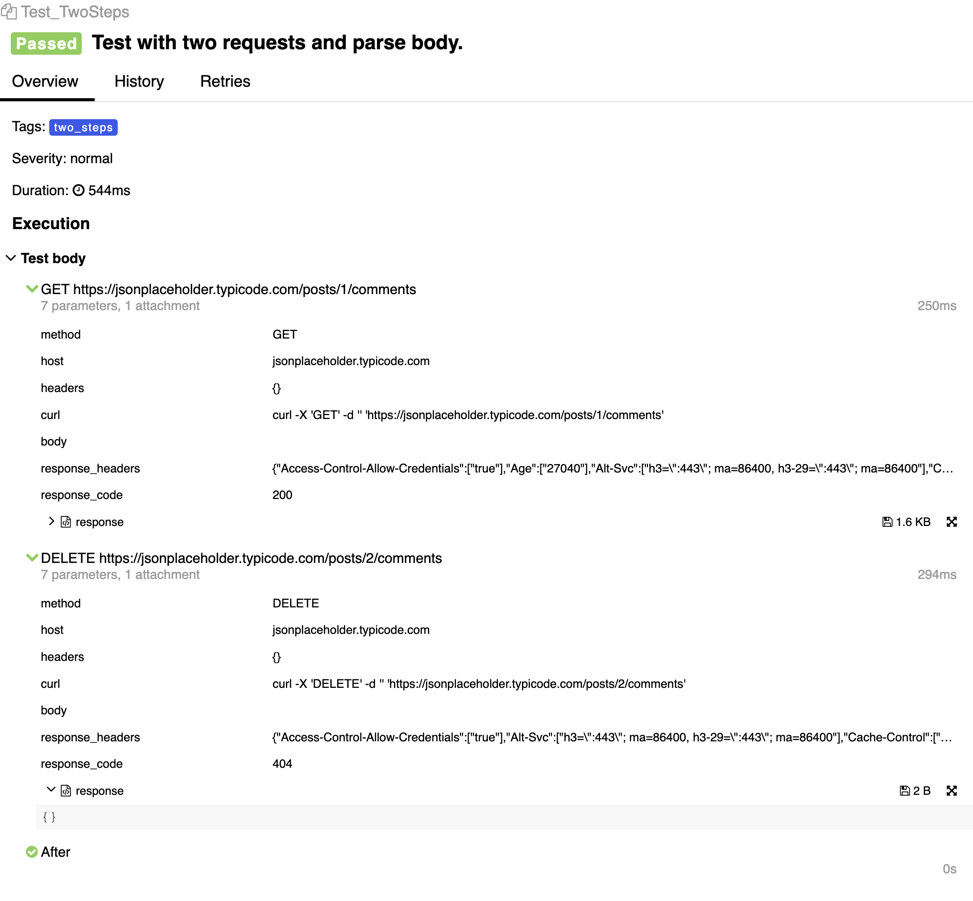 Test_TwoSteps
Passed Test with two requests and parse body.
Overview History Retries
Tags: two_steps
Severity: normal
Duration: 544ms
Execution
Test body
GET https://jsonplaceholder.typicode.com/posts/1/comments
7 parameters, 1 attachment 250ms
method GET
host jsonplaceholder.typicode.com
headers {}
curl curl -X 'GET' -d '' 'https://jsonplaceholder.typicode.com/posts/1/comments'
body
response_headers {"Access-Control-Allow-Credentials":["true"],"Age":["27040"],"Alt-Svc":["h3=\":443\"; ma=86400, h3-29=\":443\"; ma=86400"],"C...
response_code 200
response 1.6 KB
DELETE https://jsonplaceholder.typicode.com/posts/2/comments
7 parameters, 1 attachment 294ms
method DELETE
host jsonplaceholder.typicode.com
headers {}
curl curl -X 'DELETE' -d '' 'https://jsonplaceholder.typicode.com/posts/2/comments'
body
response_headers {"Access-Control-Allow-Credentials":["true"],"Alt-Svc":["h3=\":443\"; ma=86400, h3-29=\":443\"; ma=86400"],"Cache-Control":["...
response_code 404
response 2 B
{ }
After
0s